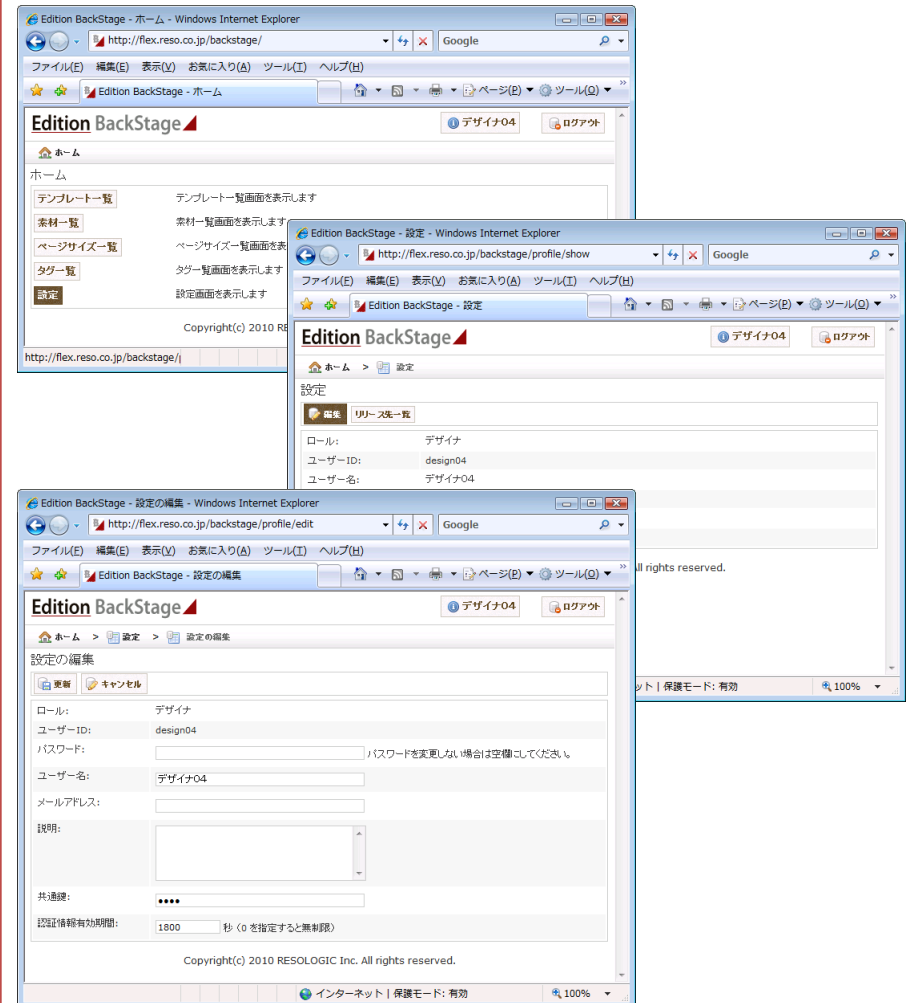 Edition BackStage - ホーム - Windows Internet Explorer
http://flex.reso.co.jp/backstage/
Google
ファイル(F) 編集(E) 表示(V) お気に入り(A) ツール(T) ヘルプ(H)
Edition BackStage - ホーム
ページ(P) ツール(O)
Edition BackStage
デザイナ04 ログアウト
ホーム
ホーム
テンプレート一覧 テンプレート一覧画面を表示します
素材一覧 素材一覧画面を表示します
ページサイズ一覧 ページサイズ一覧画面を表
タグ一覧 タグ一覧画面を表示します
設定 設定画面を表示します
Copyright(c) 2010 RE
http://flex.reso.co.jp/backstage/
Edition BackStage - 設定 - Windows Internet Explorer
http://flex.reso.co.jp/backstage/profile/show
Google
ファイル(F) 編集(E) 表示(V) お気に入り(A) ツール(T) ヘルプ(H)
Edition BackStage - 設定
ページ(P) ツール(O)
Edition BackStage
デザイナ04 ログアウト
ホーム > 設定
設定
編集 リリース先一覧
ロール: デザイナ
ユーザーID: design04
ユーザー名: デザイナ04
ll rights reserved.
ット | 保護モード: 有効 100%
Edition BackStage - 設定の編集 - Windows Internet Explorer
http://flex.reso.co.jp/backstage/profile/edit
Google
ファイル(F) 編集(E) 表示(V) お気に入り(A) ツール(T) ヘルプ(H)
Edition BackStage - 設定の編集
ページ(P) ツール(O)
Edition BackStage
デザイナ04 ログアウト
ホーム > 設定 > 設定の編集
設定の編集
更新 キャンセル
ロール: デザイナ
ユーザーID: design04
パスワード: パスワードを変更しない場合は空欄にしてください。
ユーザー名: デザイナ04
メールアドレス:
説明:
共通鍵: ••••
認証情報有効期間: 1800 秒 (0 を指定すると無制限)
Copyright(c) 2010 RESOLOGIC Inc. All rights reserved.
インターネット | 保護モード: 有効 100%